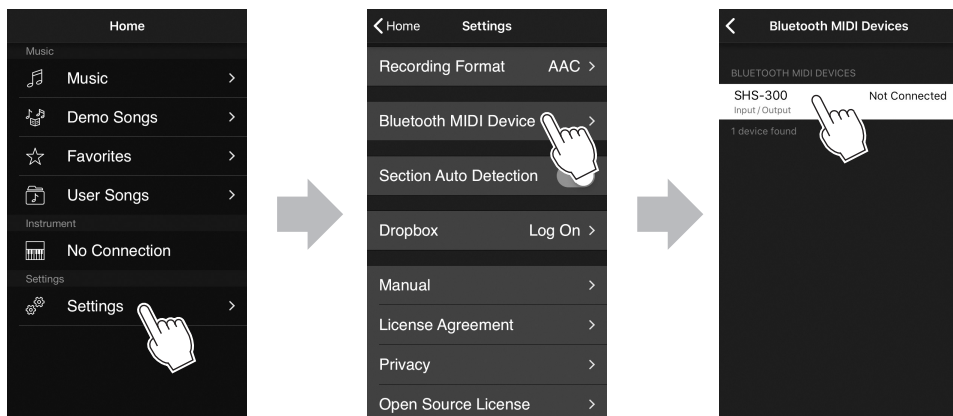 Home
Music
Music
Demo Songs
Favorites
User Songs
Instrument
No Connection
Settings
Settings
Home Settings
Recording Format AAC
Bluetooth MIDI Device
Section Auto Detection
Dropbox Log On
Manual
License Agreement
Privacy
Open Source License
Bluetooth MIDI Devices
BLUETOOTH MIDI DEVICES
SHS-300 Not Connected
Input / Output
1 device found